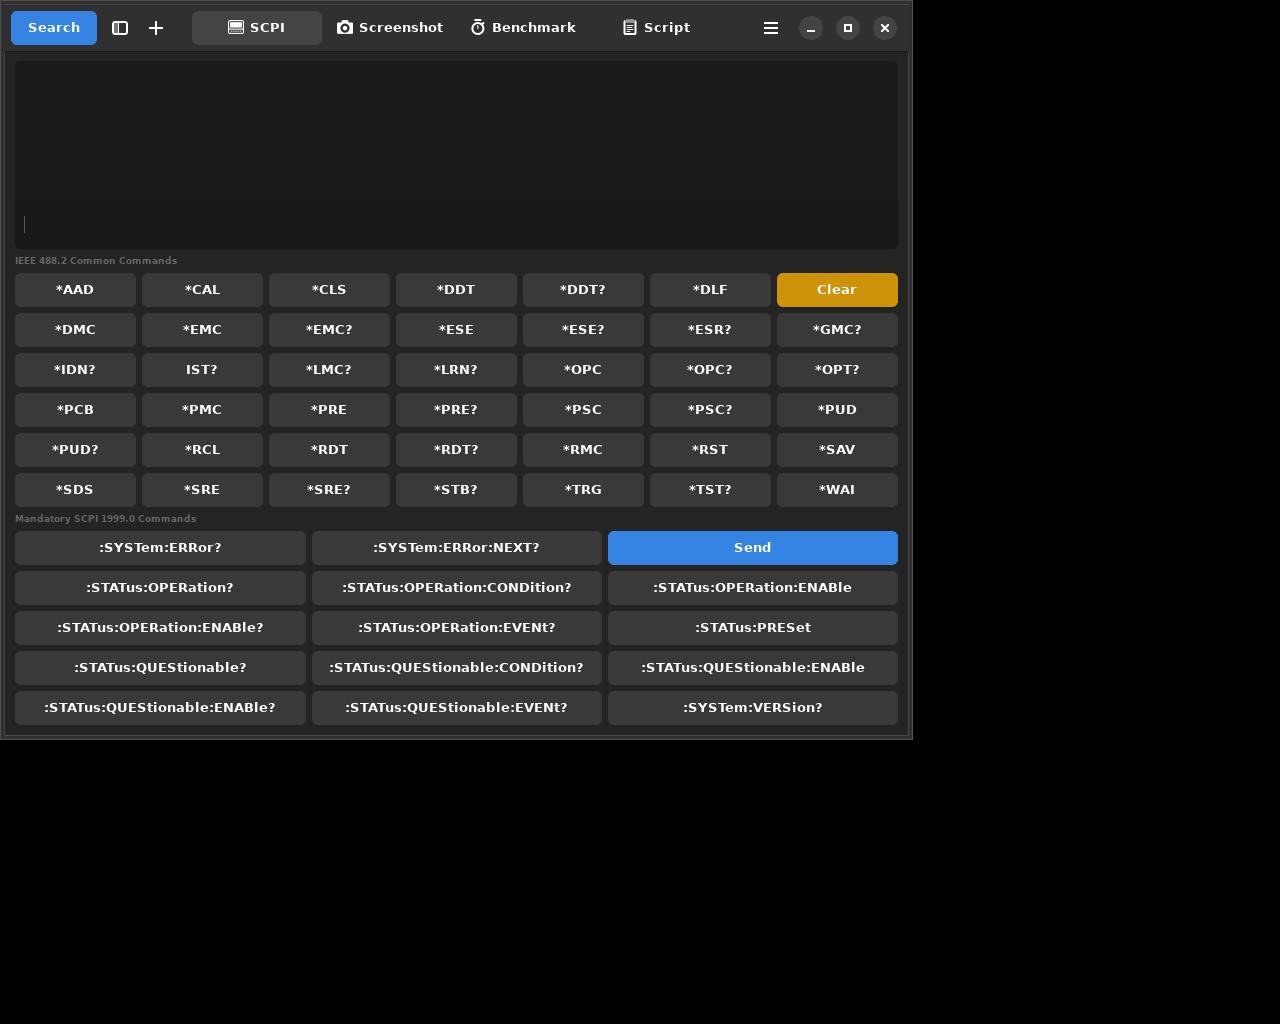 Search SCPI Screenshot Benchmark Script
IEEE 488.2 Common Commands
*AAD *CAL *CLS *DDT *DDT? *DLF Clear
*DMC *EMC *EMC? *ESE *ESE? *ESR? *GMC?
*IDN? IST? *LMC? *LRN? *OPC *OPC? *OPT?
*PCB *PMC *PRE *PRE? *PSC *PSC? *PUD
*PUD? *RCL *RDT *RDT? *RMC *RST *SAV
*SDS *SRE *SRE? *STB? *TRG *TST? *WAI
Mandatory SCPI 1999.0 Commands
:SYSTem:ERRor? :SYSTem:ERRor:NEXT? Send
:STATus:OPERation? :STATus:OPERation:CONDition? :STATus:OPERation:ENABle
:STATus:OPERation:ENABle? :STATus:OPERation:EVENt? :STATus:PRESet
:STATus:QUEStionable? :STATus:QUEStionable:CONDition? :STATus:QUEStionable:ENABle
:STATus:QUEStionable:ENABle? :STATus:QUEStionable:EVENt? :SYSTem:VERSion?